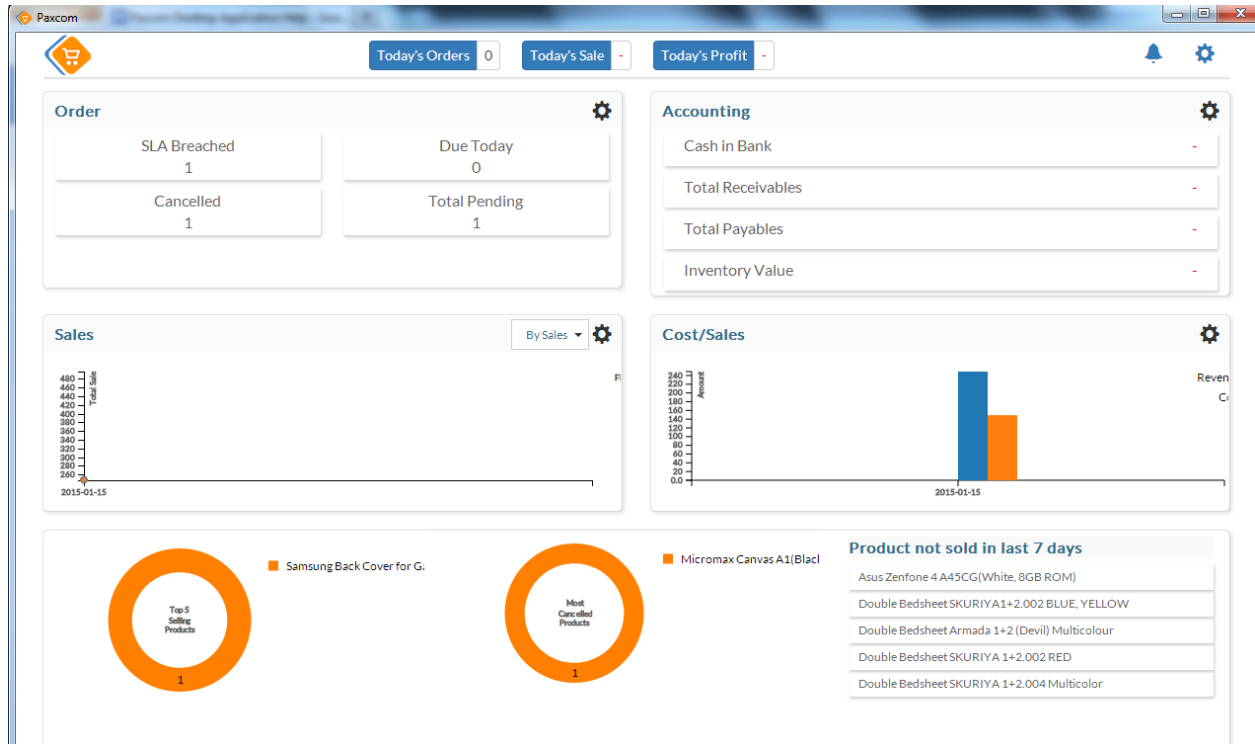 Paxcom
Today's Orders 0 Today's Sale - Today's Profit -
Order
SLA Breached
1
Due Today
0
Cancelled
1
Total Pending
1
Accounting
Cash in Bank -
Total Receivables -
Total Payables -
Inventory Value -
Sales
By Sales
480
460
440
420
400
380
360
340
320
300
280
260
Total Sale
2015-01-15
Cost/Sales
240
220
200
180
160
140
120
100
80
60
40
20
0.0
Amount
2015-01-15
Reven
Top 5
Selling
Products
1
Samsung Back Cover for Ga
Most
Cancelled
Products
1
Micromax Canvas A1(Blacl
Product not sold in last 7 days
Asus Zenfone 4 A45CG(White, 8GB ROM)
Double Bedsheet SKURIYA1+2.002 BLUE, YELLOW
Double Bedsheet Armada 1+2 (Devil) Multicolour
Double Bedsheet SKURIYA 1+2.002 RED
Double Bedsheet SKURIYA 1+2.004 Multicolor